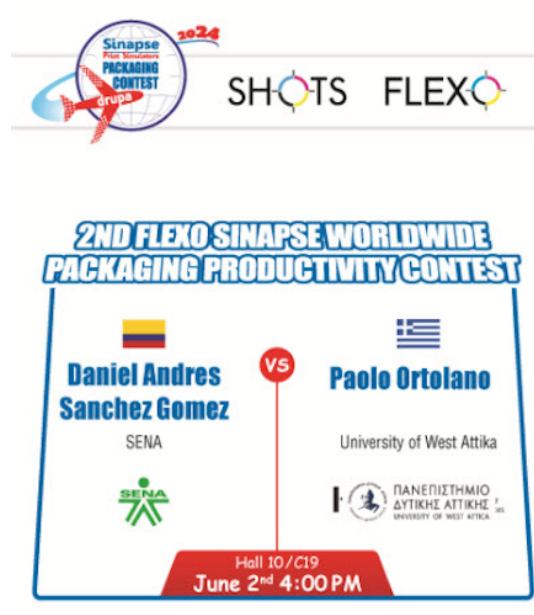 2024
Sinapse
Print Simulators
PACKAGING
CONTEST
drupa
SHOTS FLEXO
2ND FLEXO SINAPSE WORLDWIDE
PACKAGING PRODUCTIVITY CONTEST
Daniel Andres
Sanchez Gomez
SENA
SENA
VS
Paolo Ortolano
University of West Attika
ΠΑΝΕΠΙΣΤΗΜΙΟ
ΔΥΤΙΚΗΣ ΑΤΤΙΚΗΣ
UNIVERSITY OF WEST ATTICA
Hall 10/C19
June 2nd 4:00 PM